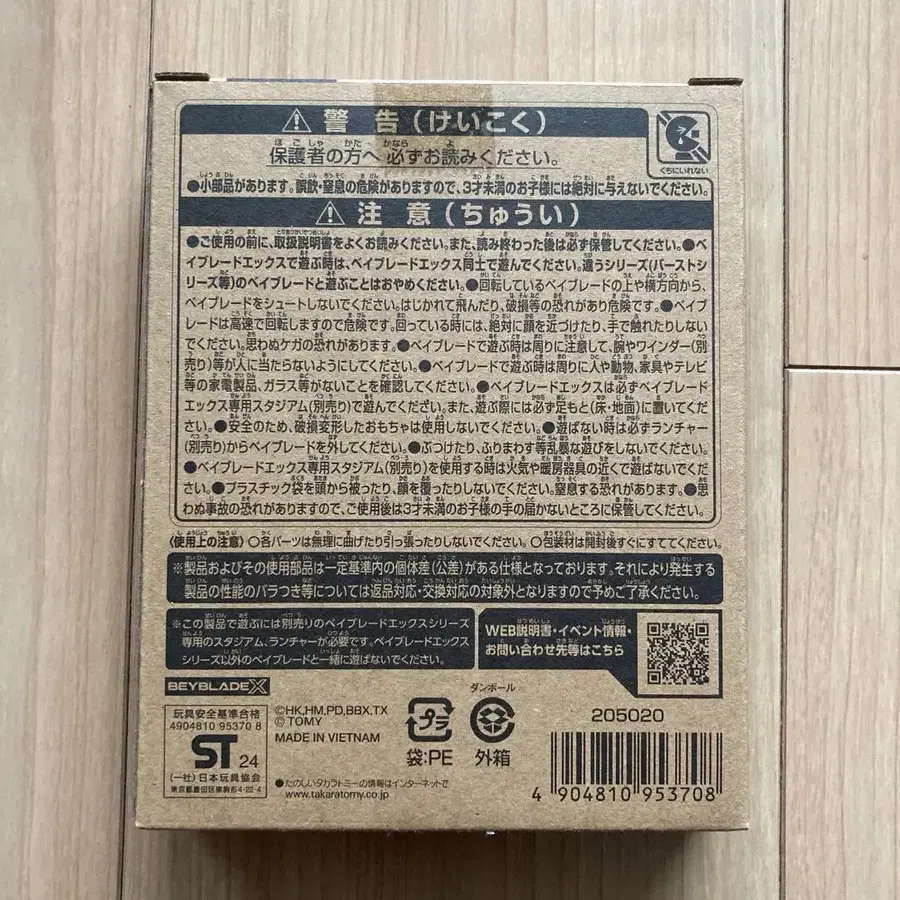 警告(けいこく)
保護者の方へ 必ずお読みください。
くちにいれない
●小部品があります。誤飲・窒息の危険がありますので、3才未満のお子様には絶対に与えないでください。
注意(ちゅうい)
●ご使用の前に、取扱説明書をよくお読みください。また、読み終わった後は必ず保管してください。●ベ
イブレードエックスで遊ぶ時は、ベイブレードエックス同士で遊んでください。違うシリーズ(バーストシ
リーズ等)のベイブレードと遊ぶことはおやめください。●回転しているベイブレードの上や横方向から、
ベイブレードをシュートしないでください。はじかれて飛んだり、破損等の恐れがあり危険です。●ベイブレ
ードは高速で回転しますので危険です。回っている時には、絶対に顔を近づけたり、手で触れたりしない
でください。思わぬケガの恐れがあります。●ベイブレードで遊ぶ時は周りに注意して、腕やワインダー(別
売り)等が人に当たらないようにしてください。●ベイブレードで遊ぶ時は周りに人や動物、家具やテレビ
等の家電製品、ガラス等がないことを確認してください。●ベイブレードエックスは必ずベイブレード
エックス専用スタジアム(別売り)で遊んでください。また、遊ぶ際には必ず足もと(床・地面)に置いてくだ
さい。●安全のため、破損変形したおもちゃは使用しないでください。●遊ばない時は必ずランチャー
(別売り)からベイブレードを外してください。●ぶつけたり、ふりまわす等乱暴な遊びをしないでください。
●ベイブレードエックス専用スタジアム(別売り)を使用する時は火気や暖房器具の近くで遊ばないでくだ
さい。●プラスチック袋を頭から被ったり、顔を覆ったりしないでください。窒息する恐れがあります。●思
わぬ事故の恐れがありますので、ご使用後は3才未満のお子様の手の届かないところに保管してください。
〈使用上の注意〉○各パーツは無理に曲げたり引っ張ったりしないでください。○包装材は開封後すぐにすててください。
※製品およびその使用部品は一定基準内の個体差(公差)がある仕様となっております。それにより発生する
製品の性能のバラつき等については返品対応・交換対応の対象外となりますので予めご了承ください。
※この製品で遊ぶには別売りのベイブレードエックスシリーズ
専用のスタジアム、ランチャーが必要です。ベイブレードエックス
シリーズ以外のベイブレードと一緒に遊ばないでください。
WEB説明書・イベント情報・
お問い合わせ先等はこちら
BEYBLADE X
玩具安全基準合格
4904810 95370 8
ST 24
(一社)日本玩具協会
東京都墨田区東駒形4-22-4
©HK,HM,PD,BBX,TX
© TOMY
MADE IN VIETNAM
●たのしいタカラトミーの情報はインターネットで
www.takaratomy.co.jp
プラ
袋:PE
ダンボール
外箱
205020
4 904810 953708